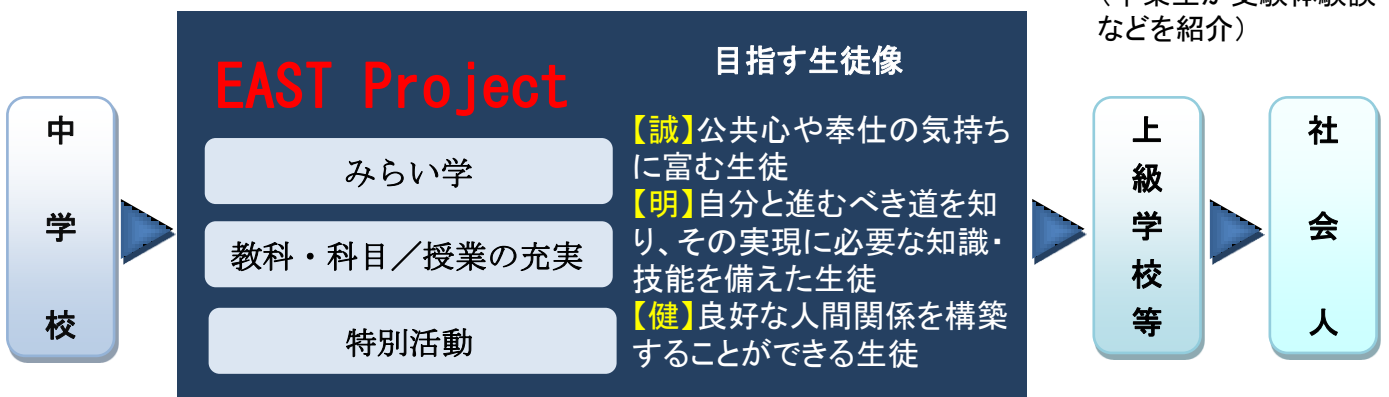 などを紹介）
中学校
EAST Project
みらい学
教科・科目／授業の充実
特別活動
目指す生徒像
【誠】公共心や奉仕の気持ち
に富む生徒
【明】自分と進むべき道を知
り、その実現に必要な知識・
技能を備えた生徒
【健】良好な人間関係を構築
することができる生徒
上級学校等
社会人